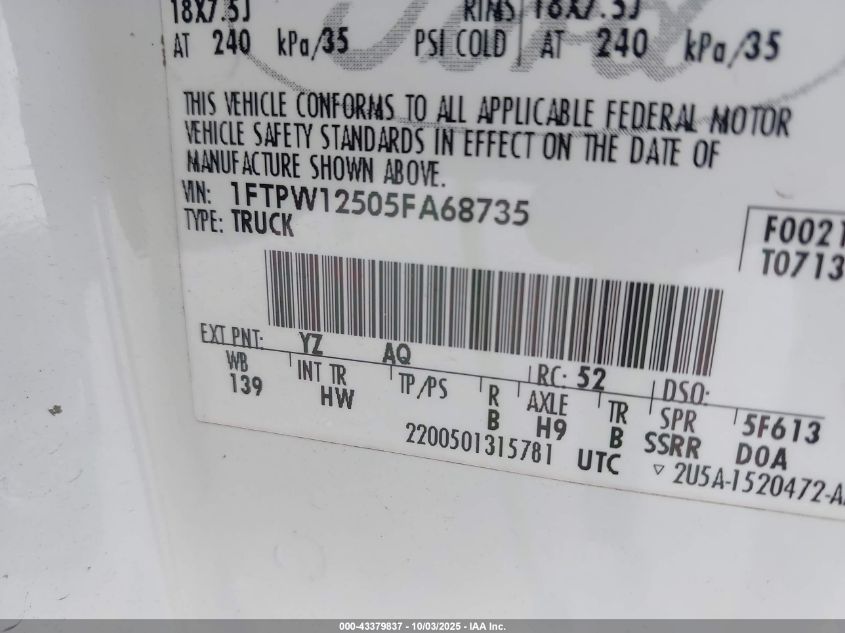 18X7.5J RIMS 18X7.5J
AT 240 kPa/35 PSI COLD AT 240 kPa/35
THIS VEHICLE CONFORMS TO ALL APPLICABLE FEDERAL MOTOR
VEHICLE SAFETY STANDARDS IN EFFECT ON THE DATE OF
MANUFACTURE SHOWN ABOVE.
VIN: 1FTPW12505FA68735
TYPE: TRUCK
F0021
T0713
EXT PNT: YZ AQ RC: 52 DSO:
WB INT TR TP/PS R AXLE TR SPR 5F613
139 HW B H9 B SSRR DOA
2200501315781 UTC ▽ 2U5A-1520472-A
000-43379837 - 10/03/2025 - IAA Inc.